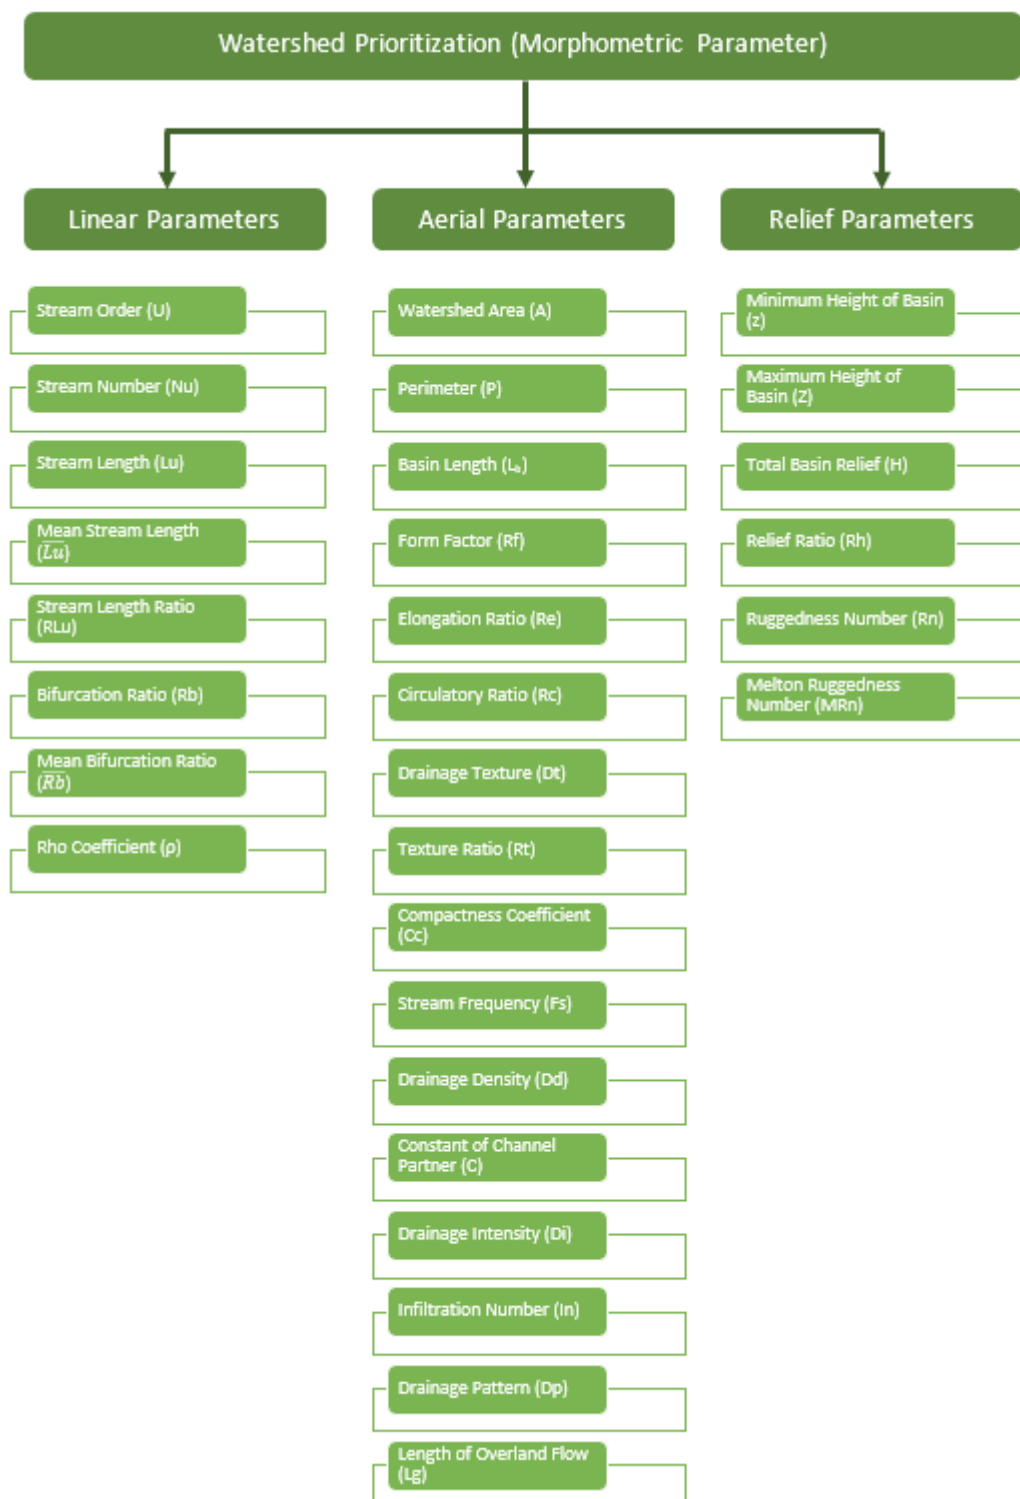 Watershed Prioritization (Morphometric Parameter)
Linear Parameters
Stream Order (U)
Stream Number (Nu)
Stream Length (Lu)
Mean Stream Length
(L̅u̅)
Stream Length Ratio
(RLu)
Bifurcation Ratio (Rb)
Mean Bifurcation Ratio
(R̅b̅)
Rho Coefficient (ρ)
Aerial Parameters
Watershed Area (A)
Perimeter (P)
Basin Length
Form Factor (Rf)
Elongation Ratio (Re)
Circulatory Ratio (Rc)
Drainage Texture (Dt)
Texture Ratio (Rt)
Compactness Coefficient
(Cc)
Stream Frequency (Fs)
Drainage Density (Dd)
Constant of Channel
Partner (C)
Drainage Intensity (Di)
Infiltration Number (In)
Drainage Pattern (Dp)
Length of Overland Flow
(Lg)
Relief Parameters
Minimum Height of Basin
(z)
Maximum Height of
Basin (Z)
Total Basin Relief (H)
Relief Ratio (Rh)
Ruggedness Number (Rn)
Melton Ruggedness
Number (MRn)